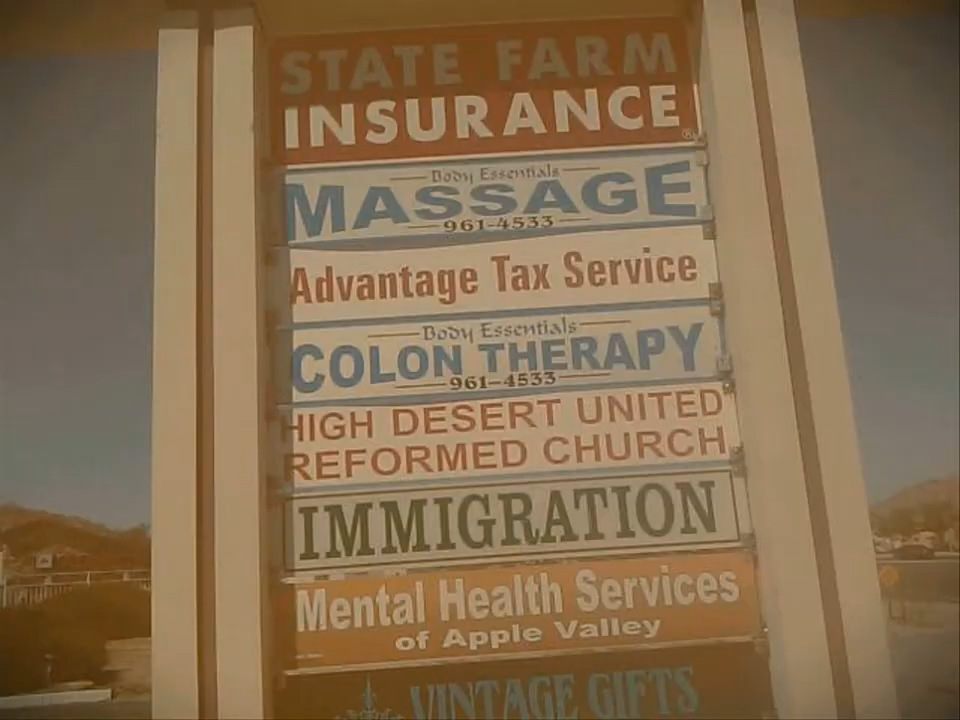 STATE FARM
INSURANCE®
Body Essentials
MASSAGE
961-4533
Advantage Tax Service
Body Essentials
COLON THERAPY
961-4533
HIGH DESERT UNITED
REFORMED CHURCH
IMMIGRATION
Mental Health Services
of Apple Valley
VINTAGE GIFTS